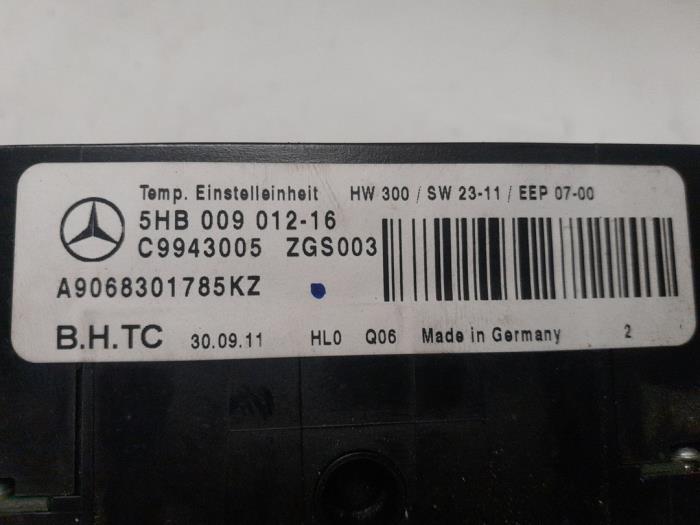 Temp. Einstelleinheit HW 300 / SW 23-11 / EEP 07-00
5HB 009 012-16
C9943005 ZGS003
A9068301785KZ
B.H.TC 30.09.11 HL0 Q06 Made in Germany 2